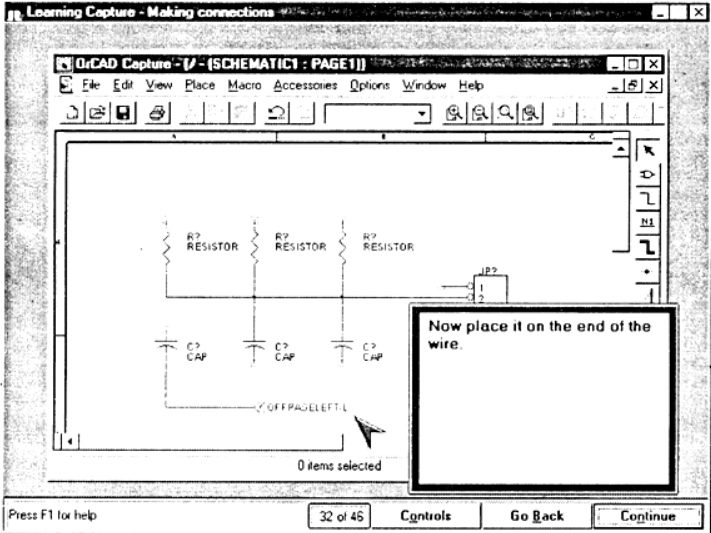 Learning Capture - Making connections
OrCAD Capture - [/ - (SCHEMATIC1 : PAGE1)]
File Edit View Place Macro Accessories Options Window Help
A B C
N1
R? R? R?
RESISTOR RESISTOR RESISTOR
JP?
1
2
C? C? C?
CAP CAP CAP
OFFPAGELEFT-L
0 items selected
Now place it on the end of the
wire.
Press F1 for help
32 of 46
Controls
Go Back
Continue